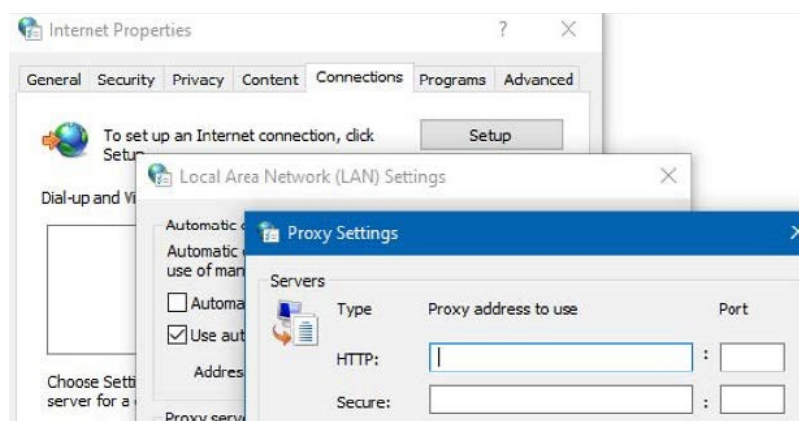 Internet Properties ?
General Security Privacy Content Connections Programs Advanced
To set up an Internet connection, click
Setup
Setup
Local Area Network (LAN) Settings
Dial-up and Vi
Automatic
Automatic
use of man
Automa
Use aut
Addres
Proxy serve
Choose Setti
server for a
Proxy Settings
Servers
Type Proxy address to use Port
HTTP: :
Secure: :